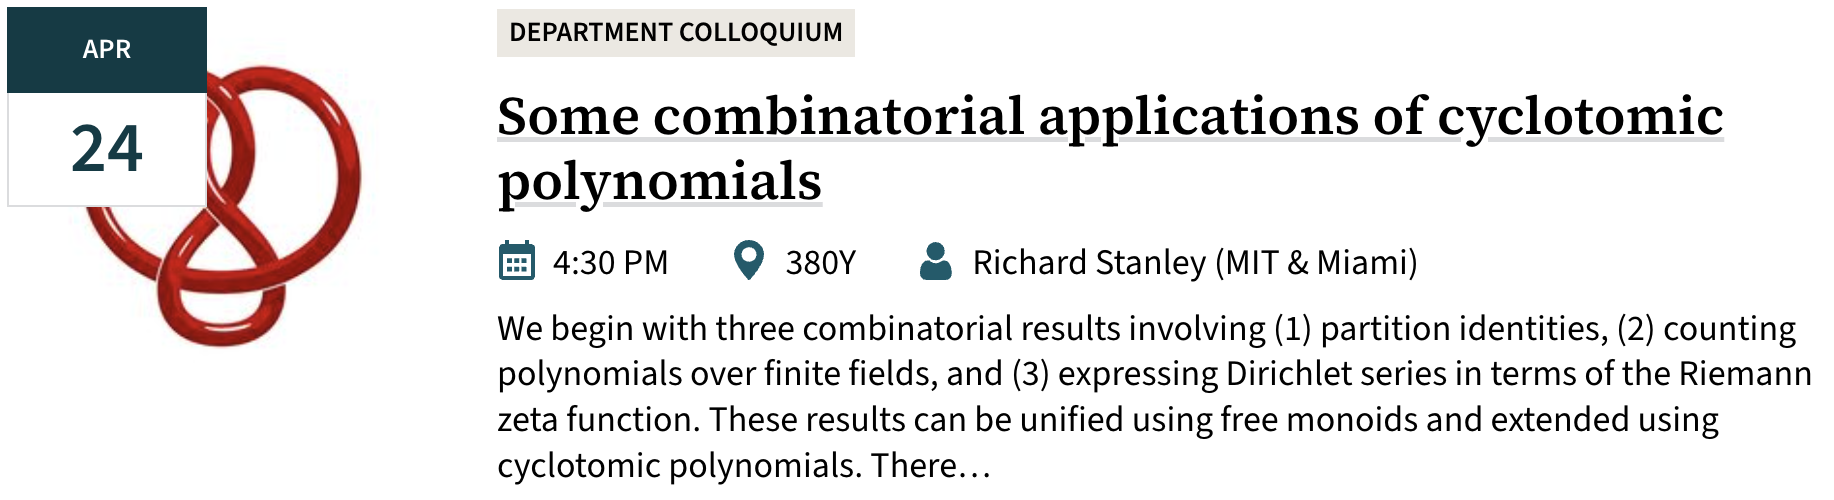 APR
24
DEPARTMENT COLLOQUIUM
Some combinatorial applications of cyclotomic
polynomials
4:30 PM 380Y Richard Stanley (MIT & Miami)
We begin with three combinatorial results involving (1) partition identities, (2) counting
polynomials over finite fields, and (3) expressing Dirichlet series in terms of the Riemann
zeta function. These results can be unified using free monoids and extended using
cyclotomic polynomials. There…